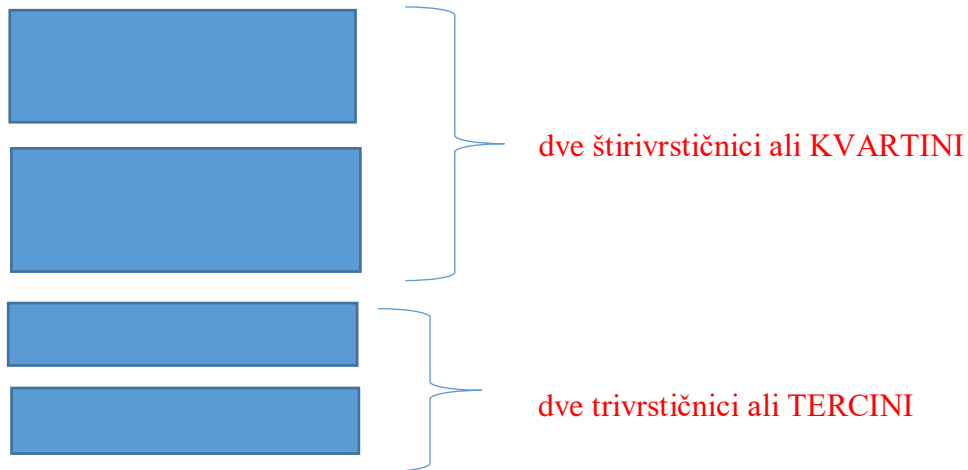 dve štirivrstičnici ali KVARTINI
dve trivrstičnici ali TERCINI